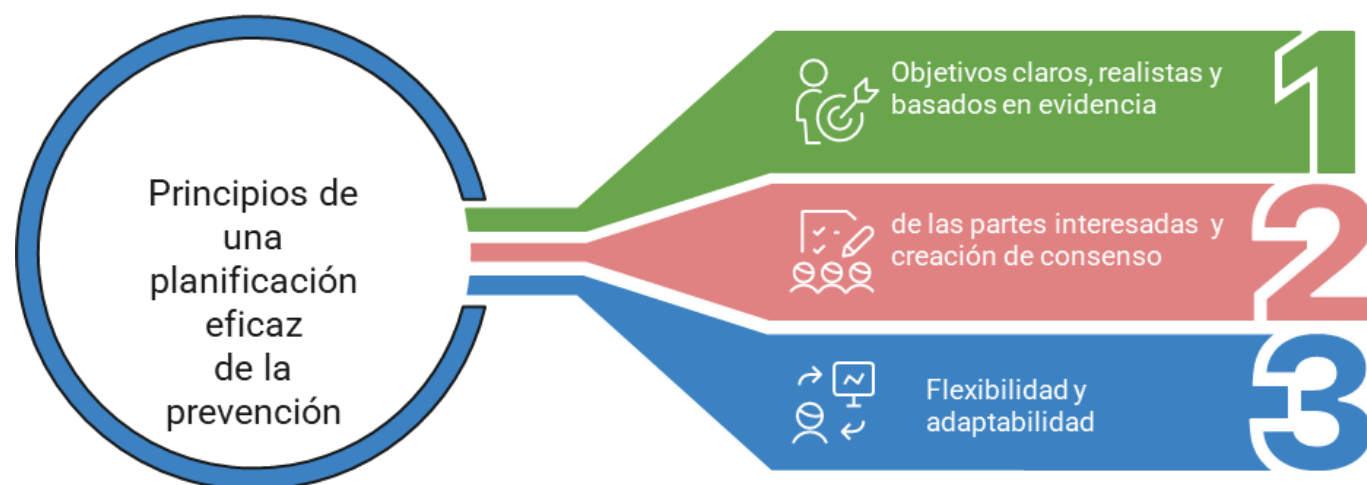 Principios de
una
planificación
eficaz
de la
prevención
Objetivos claros, realistas y
basados en evidencia
1
de las partes interesadas y
creación de consenso
2
Flexibilidad y
adaptabilidad
3